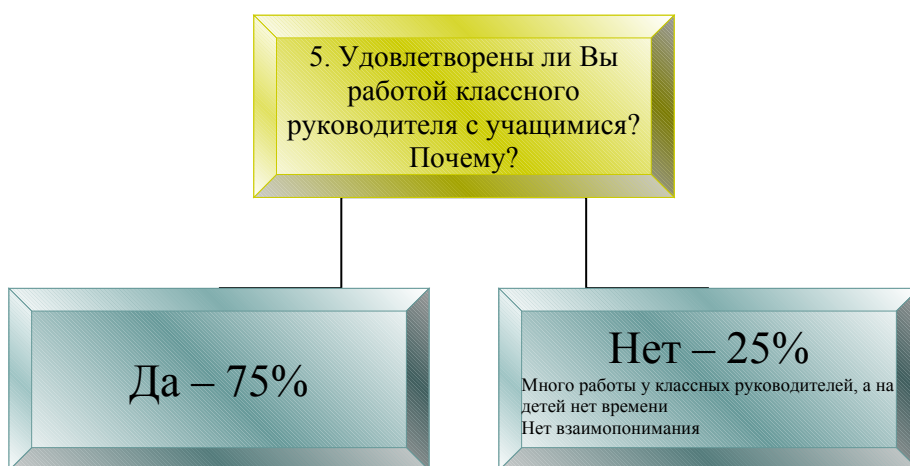 5. Удовлетворены ли Вы
работой классного
руководителя с учащимися?
Почему?
Да – 75%
Нет – 25%
Много работы у классных руководителей, а на
детей нет времени
Нет взаимопонимания